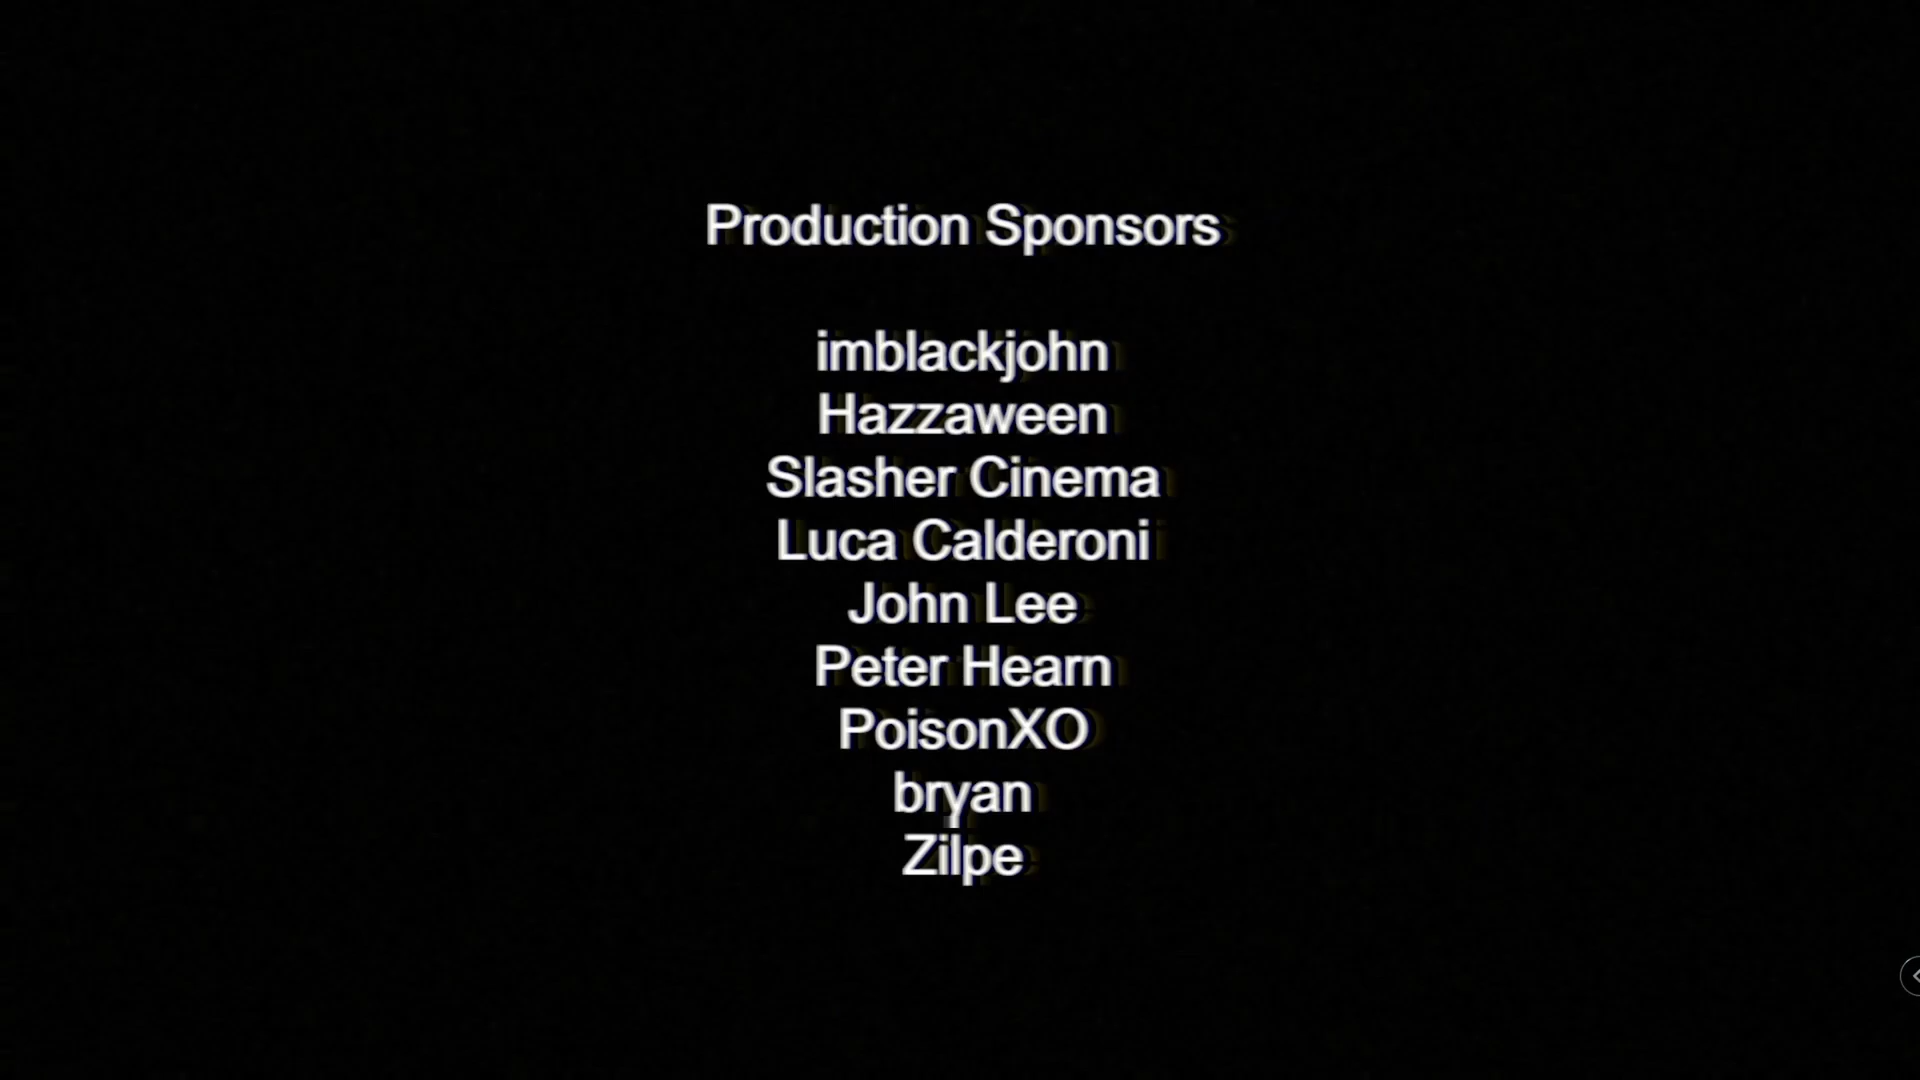 Production Sponsors
imblackjohn
Hazzaween
Slasher Cinema
Luca Calderoni
John Lee
Peter Hearn
PoisonXO
bryan
Zilpe